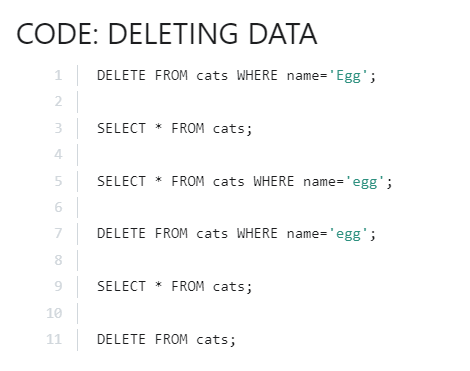 CODE: DELETING DATA
1 DELETE FROM cats WHERE name='Egg';
2
3 SELECT * FROM cats;
4
5 SELECT * FROM cats WHERE name='egg';
6
7 DELETE FROM cats WHERE name='egg';
8
9 SELECT * FROM cats;
10
11 DELETE FROM cats;